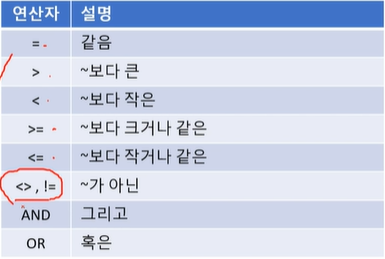 연산자 설명
= 같음
> ~보다 큰
< ~보다 작은
>= ~보다 크거나 같은
<= ~보다 작거나 같은
<> , != ~가 아닌
AND 그리고
OR 혹은